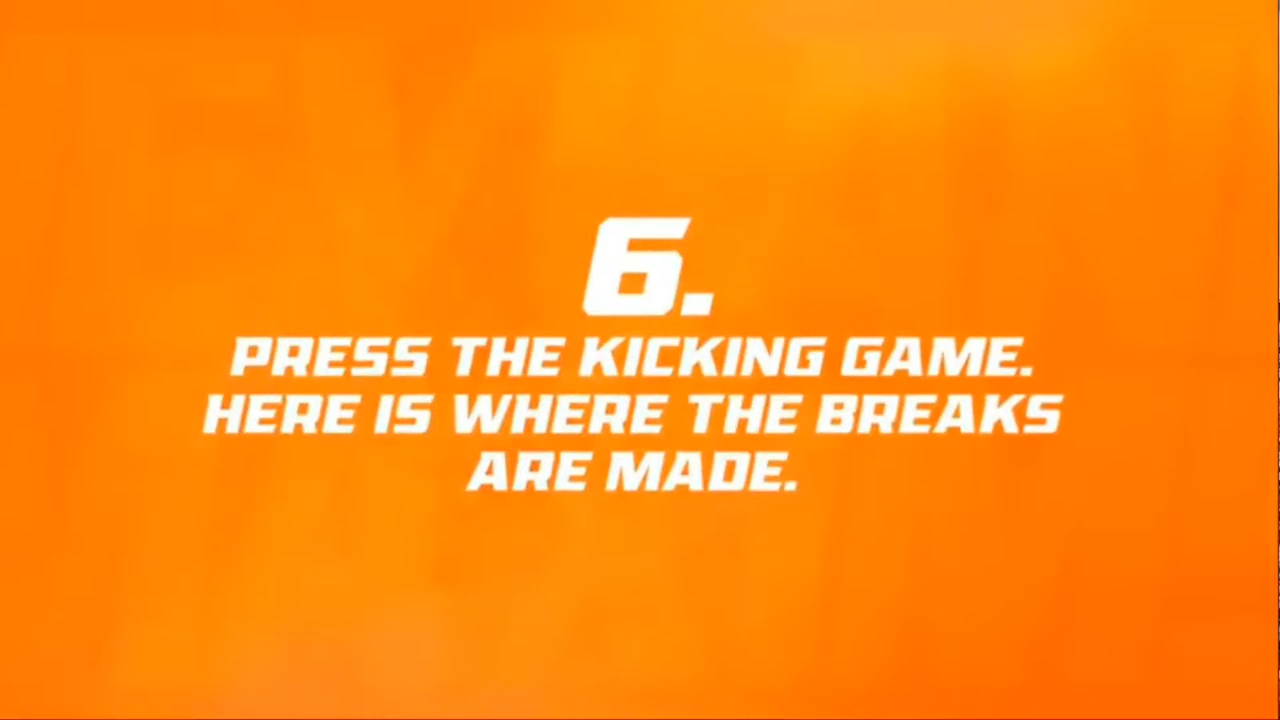 6.
PRESS THE KICKING GAME.
HERE IS WHERE THE BREAKS
ARE MADE.